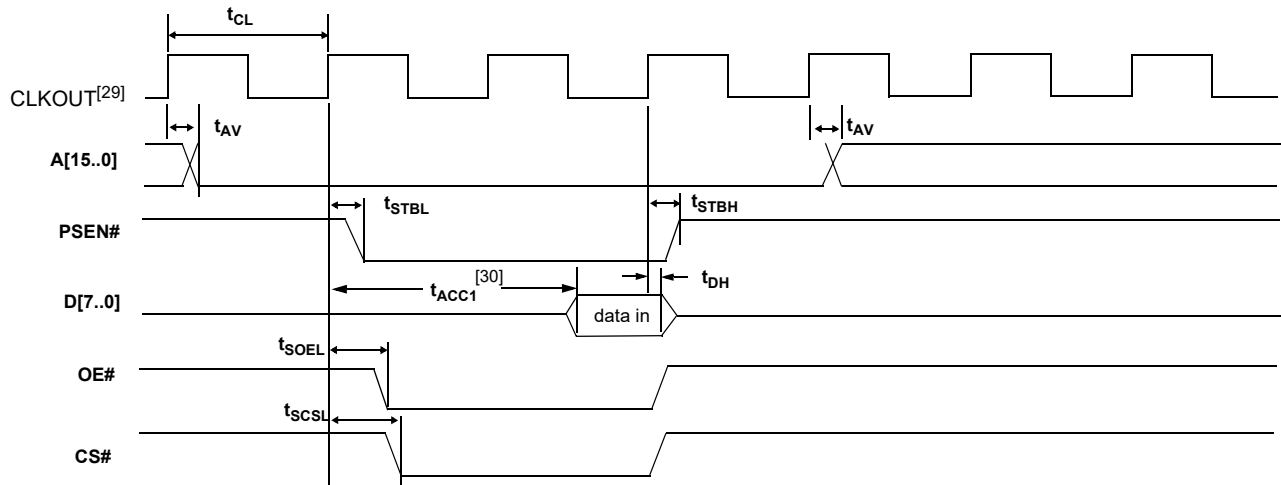 tCL
CLKOUT[29]
tAV
tAV
A[15..0]
tSTBL
tSTBH
PSEN#
[30]
tACC1
tDH
D[7..0]
data in
tSOEL
OE#
tSCSL
CS#